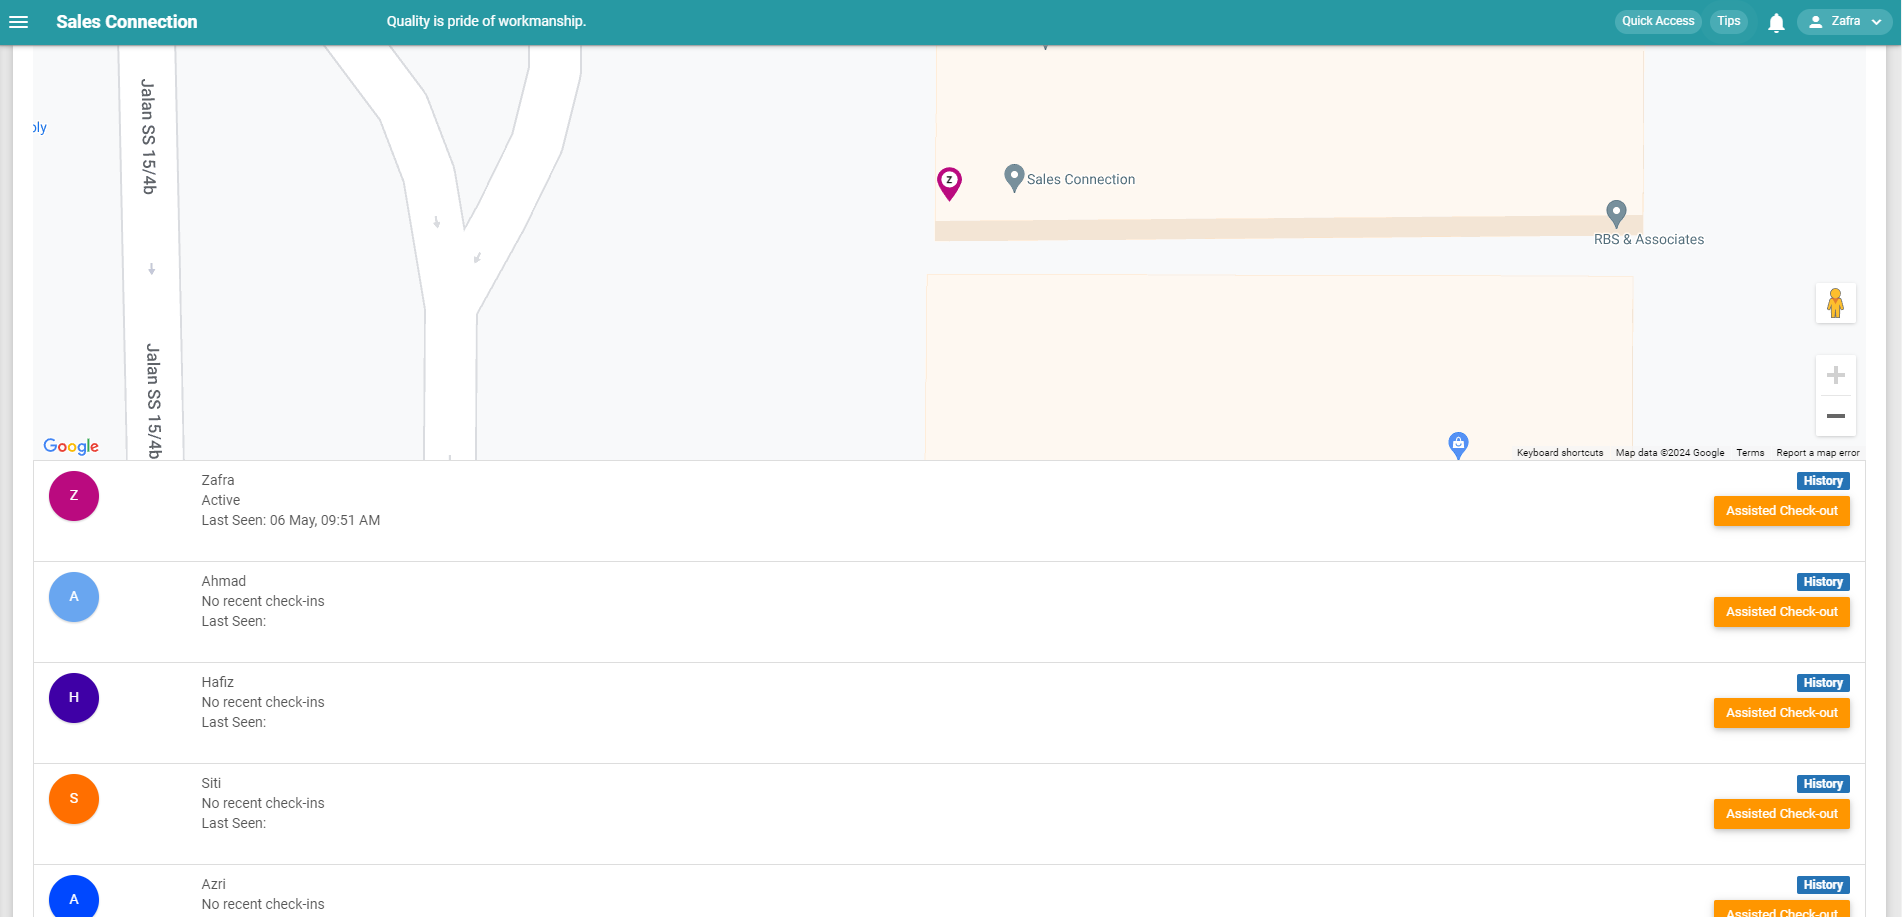 Sales Connection
Quality is pride of workmanship.
Quick Access
Tips
Zafra
Jalan SS 15/4b
Jalan SS 15/4b
Z
Sales Connection
RBS & Associates
Google
Keyboard shortcuts
Map data ©2024 Google
Terms
Report a map error
Z
Zafra
Active
Last Seen: 06 May, 09:51 AM
History
Assisted Check-out
A
Ahmad
No recent check-ins
Last Seen:
History
Assisted Check-out
H
Hafiz
No recent check-ins
Last Seen:
History
Assisted Check-out
S
Siti
No recent check-ins
Last Seen:
History
Assisted Check-out
A
Azri
No recent check-ins
History
Assisted Check-out